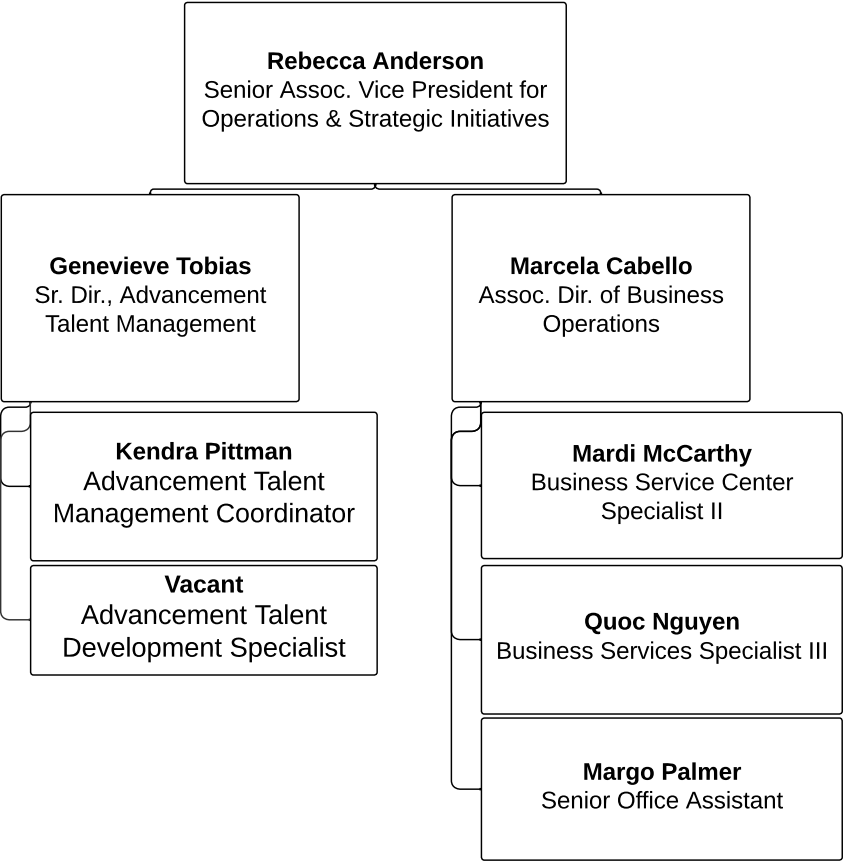 Rebecca Anderson
Senior Assoc. Vice President for
Operations & Strategic Initiatives
Genevieve Tobias
Sr. Dir., Advancement
Talent Management
Kendra Pittman
Advancement Talent
Management Coordinator
Vacant
Advancement Talent
Development Specialist
Marcela Cabello
Assoc. Dir. of Business
Operations
Mardi McCarthy
Business Service Center
Specialist II
Quoc Nguyen
Business Services Specialist III
Margo Palmer
Senior Office Assistant